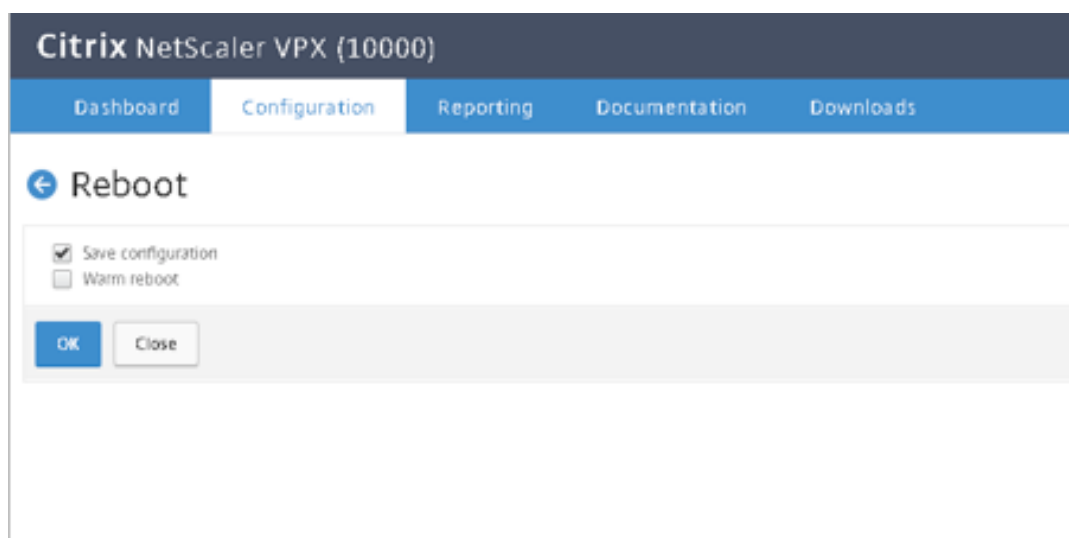 Citrix NetScaler VPX (10000)
Dashboard Configuration Reporting Documentation Downloads
Reboot
Save configuration
Warm reboot
OK Close